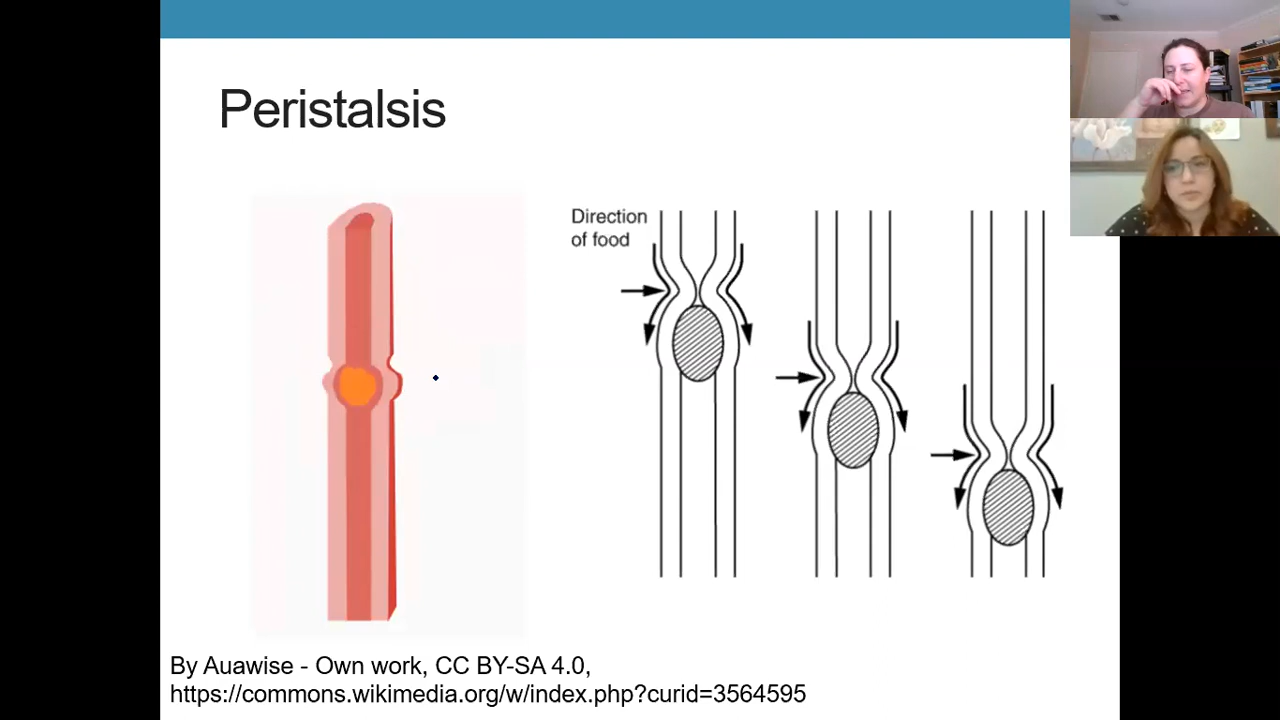 Peristalsis
Direction
of food
By Auawise - Own work, CC BY-SA 4.0,
https://commons.wikimedia.org/w/index.php?curid=3564595